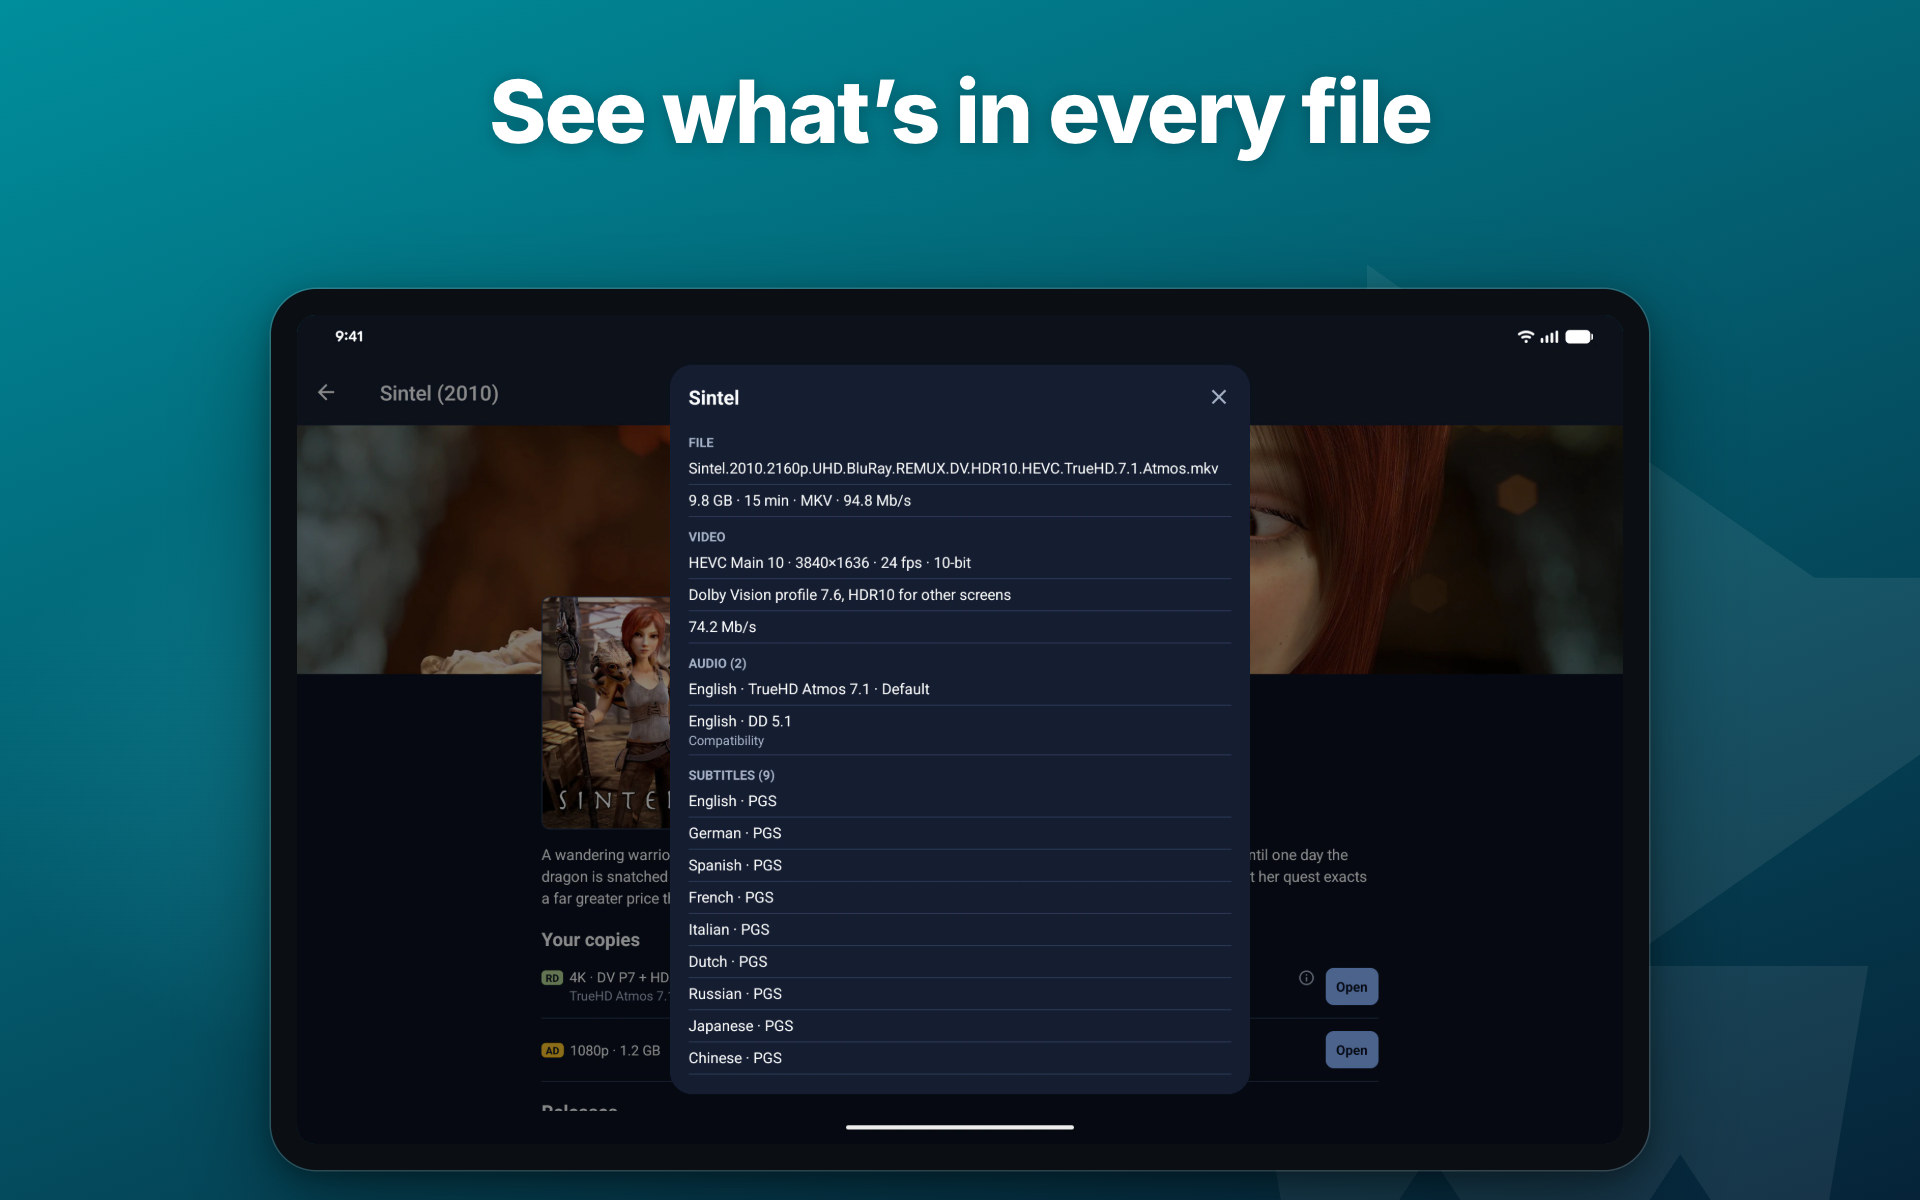 See what's in every file
9:41
Sintel (2010)
Sintel
FILE
Sintel.2010.2160p.UHD.BluRay.REMUX.DV.HDR10.HEVC.TrueHD.7.1.Atmos.mkv
9.8 GB · 15 min · MKV · 94.8 Mb/s
VIDEO
HEVC Main 10 · 3840×1636 · 24 fps · 10-bit
Dolby Vision profile 7.6, HDR10 for other screens
74.2 Mb/s
AUDIO (2)
English · TrueHD Atmos 7.1 · Default
English · DD 5.1
Compatibility
SUBTITLES (9)
English · PGS
German · PGS
Spanish · PGS
French · PGS
Italian · PGS
Dutch · PGS
Russian · PGS
Japanese · PGS
Chinese · PGS
SINTE
A wandering ntil one day the
dragon is snatched t her quest exacts
a far greater price
Your copies
RD 4K · DV P7 + HD
TrueHD Atmos 7.
Open
AD 1080p · 1.2 GB
Open
Releases